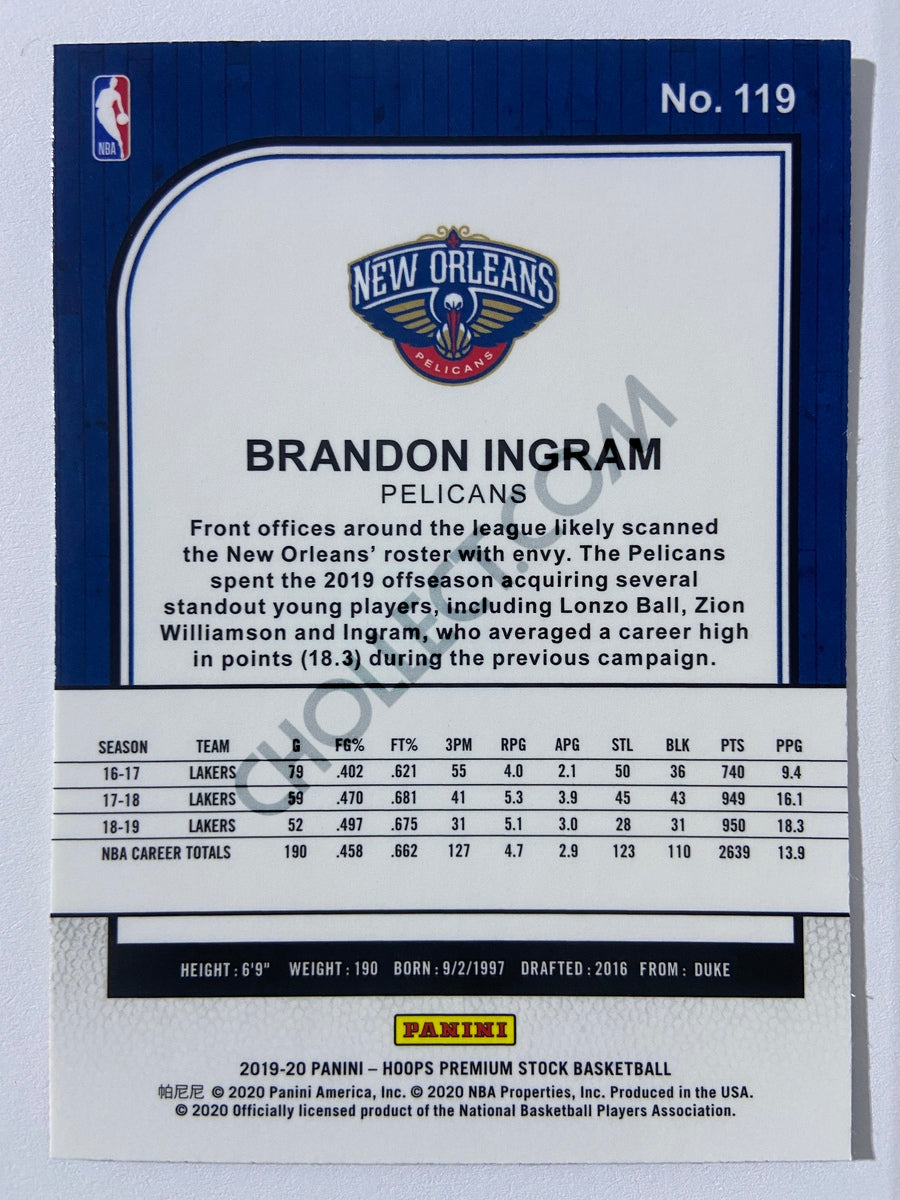 No. 119
NBA
NEW ORLEANS
PELICANS
BRANDON INGRAM
PELICANS
Front offices around the league likely scanned
the New Orleans’ roster with envy. The Pelicans
spent the 2019 offseason acquiring several
standout young players, including Lonzo Ball, Zion
Williamson and Ingram, who averaged a career high
in points (18.3) during the previous campaign.
CHOLLECT.COM
SEASON TEAM G FG% FT% 3PM RPG APG STL BLK PTS PPG
16-17 LAKERS 79 .402 .621 55 4.0 2.1 50 36 740 9.4
17-18 LAKERS 59 .470 .681 41 5.3 3.9 45 43 949 16.1
18-19 LAKERS 52 .497 .675 31 5.1 3.0 28 31 950 18.3
NBA CAREER TOTALS 190 .458 .662 127 4.7 2.9 123 110 2639 13.9
HEIGHT : 6'9" WEIGHT : 190 BORN : 9/2/1997 DRAFTED : 2016 FROM : DUKE
PANINI
2019-20 PANINI – HOOPS PREMIUM STOCK BASKETBALL
帕尼尼 © 2020 Panini America, Inc. © 2020 NBA Properties, Inc. Produced in the USA.
© 2020 Officially licensed product of the National Basketball Players Association.